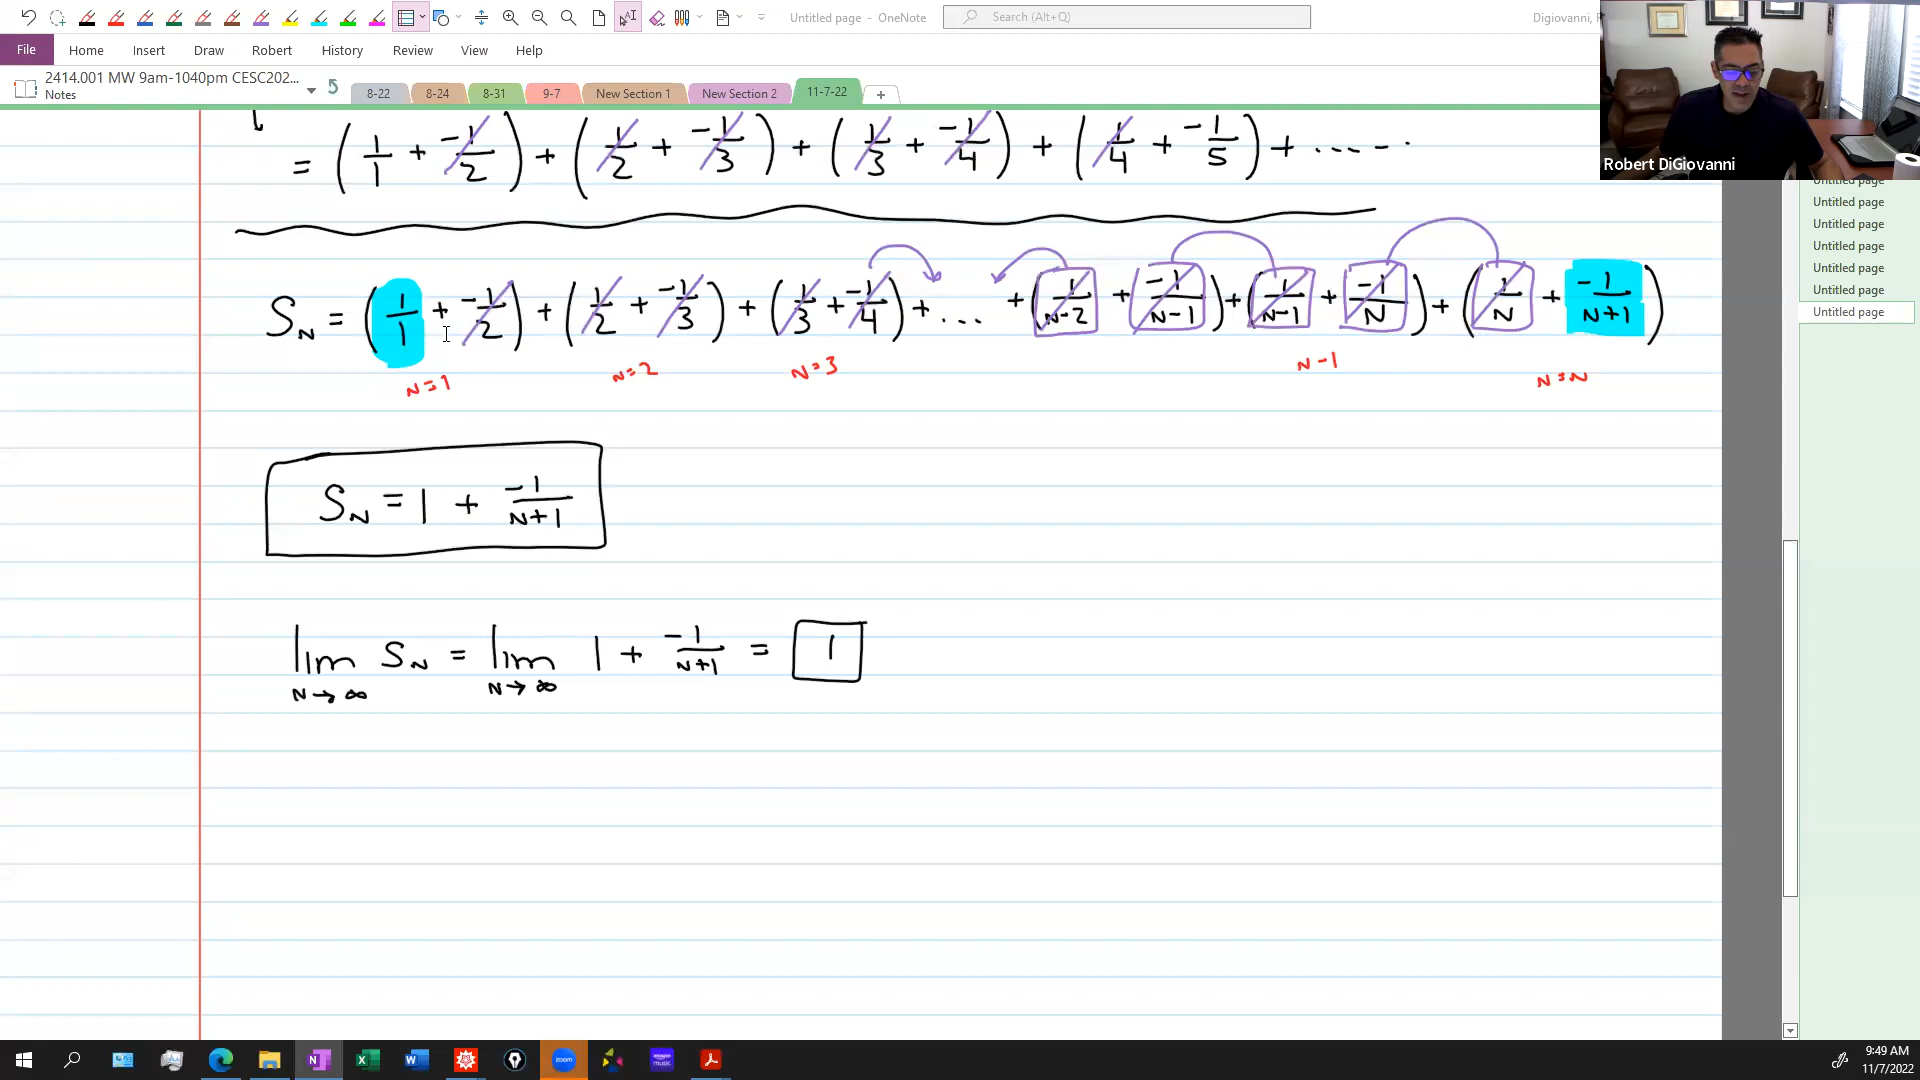 Untitled page - OneNote
Search (Alt+Q)
Digiovanni,
File Home Insert Draw Robert History Review View Help
2414.001 MW 9am-1040pm CESC202...
Notes
8-22 8-24 8-31 9-7 New Section 1 New Section 2 11-7-22
Robert DiGiovanni
= (1/1 + -1/2) + (1/2 + -1/3) + (1/3 + -1/4) + (1/4 + -1/5) + ......
S_N = (1/1 + -1/2) + (1/2 + -1/3) + (1/3 + -1/4) + ... + (1/N-2 + -1/N-1) + (1/N-1 + -1/N) + (1/N + -1/N+1)
N=1 N=2 N=3 N-1 N=N
S_N = 1 + -1/N+1
lim N→∞ S_N = lim N→∞ 1 + -1/N+1 = 1
Untitled page
Untitled page
Untitled page
Untitled page
Untitled page
Untitled page
Untitled page
zoom
amazon music
9:49 AM
11/7/2022